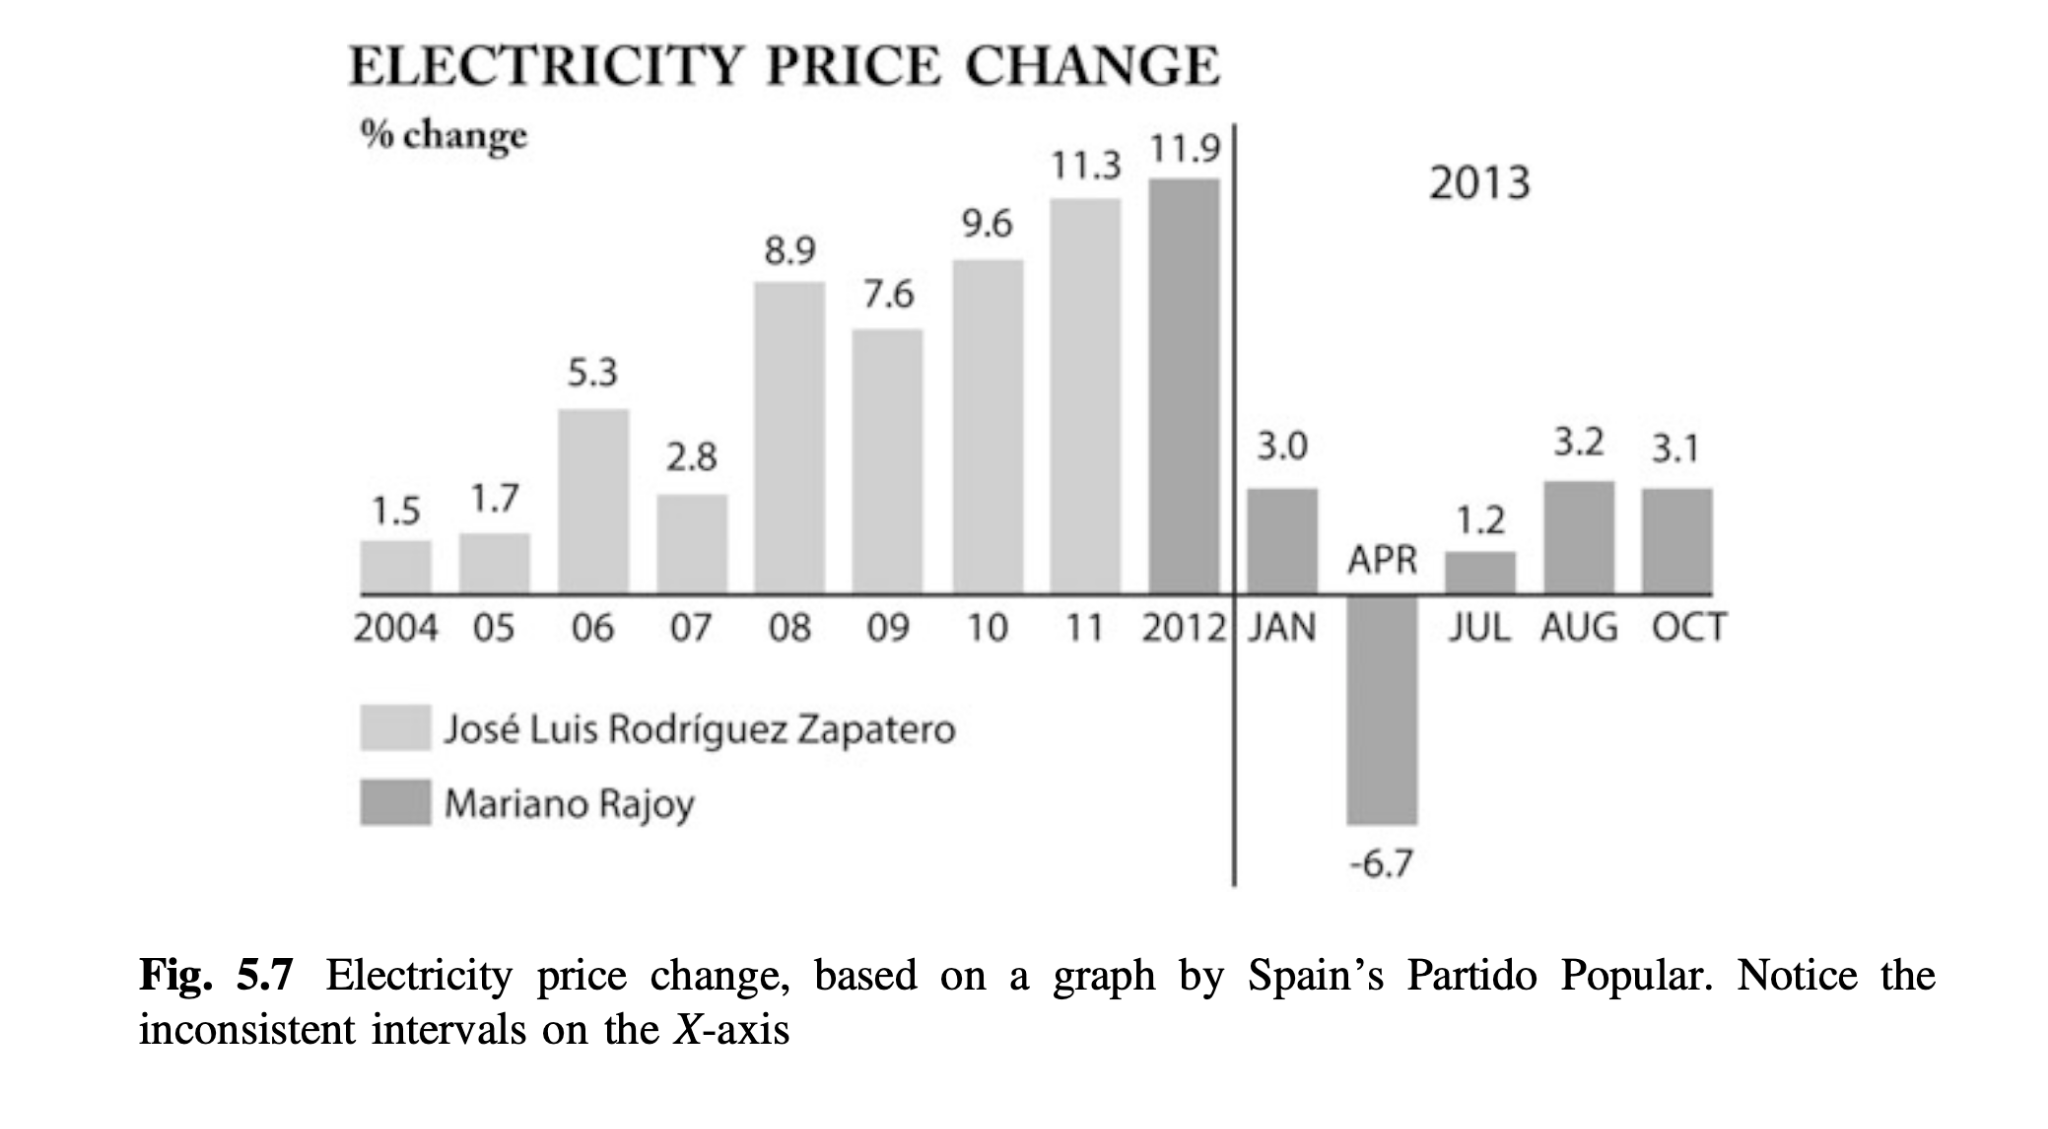 ELECTRICITY PRICE CHANGE
% change
2013
1.5 1.7 5.3 2.8 8.9 7.6 9.6 11.3 11.9 3.0 -6.7 1.2 3.2 3.1
2004 05 06 07 08 09 10 11 2012 JAN APR JUL AUG OCT
José Luis Rodríguez Zapatero
Mariano Rajoy
Fig. 5.7 Electricity price change, based on a graph by Spain’s Partido Popular. Notice the
inconsistent intervals on the X-axis